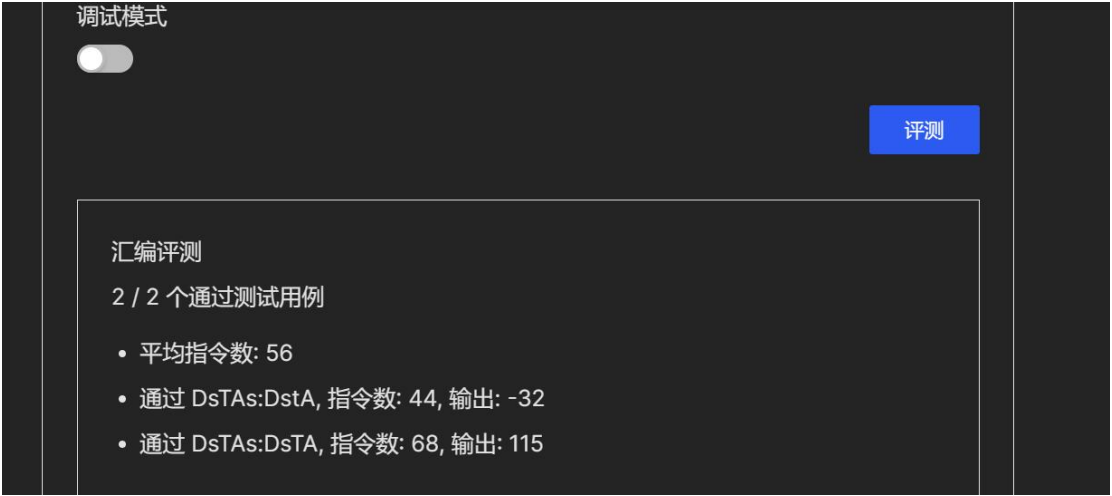 调试模式
评测
汇编评测
2 / 2 个通过测试用例
• 平均指令数: 56
• 通过 DsTAs:DstA, 指令数: 44, 输出: -32
• 通过 DsTAs:DsTA, 指令数: 68, 输出: 115